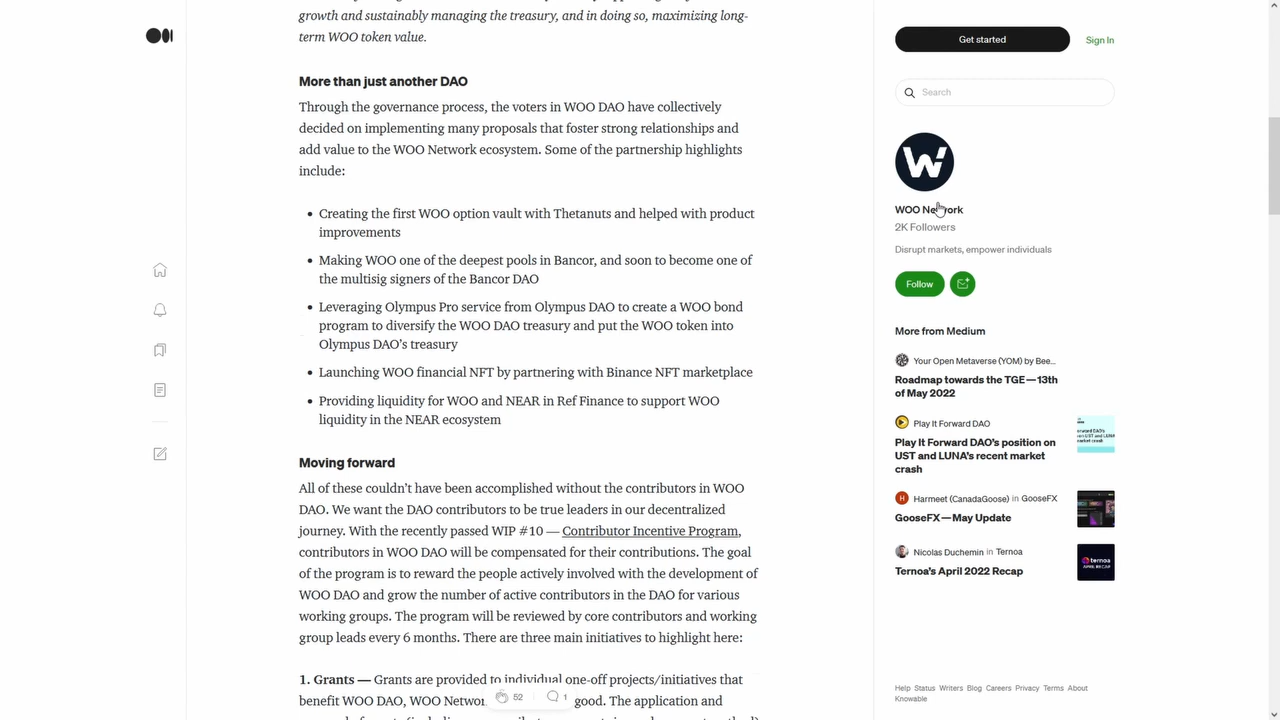 growth and sustainably managing the treasury, and in doing so, maximizing long-
term WOO token value.
More than just another DAO
Through the governance process, the voters in WOO DAO have collectively
decided on implementing many proposals that foster strong relationships and
add value to the WOO Network ecosystem. Some of the partnership highlights
include:
• Creating the first WOO option vault with Thetanuts and helped with product
improvements
• Making WOO one of the deepest pools in Bancor, and soon to become one of
the multisig signers of the Bancor DAO
• Leveraging Olympus Pro service from Olympus DAO to create a WOO bond
program to diversify the WOO DAO treasury and put the WOO token into
Olympus DAO’s treasury
• Launching WOO financial NFT by partnering with Binance NFT marketplace
• Providing liquidity for WOO and NEAR in Ref Finance to support WOO
liquidity in the NEAR ecosystem
Moving forward
All of these couldn’t have been accomplished without the contributors in WOO
DAO. We want the DAO contributors to be true leaders in our decentralized
journey. With the recently passed WIP #10 — Contributor Incentive Program,
contributors in WOO DAO will be compensated for their contributions. The goal
of the program is to reward the people actively involved with the development of
WOO DAO and grow the number of active contributors in the DAO for various
working groups. The program will be reviewed by core contributors and working
group leads every 6 months. There are three main initiatives to highlight here:
1. Grants — Grants are provided to individual one-off projects/initiatives that
benefit WOO DAO, WOO Networ good. The application and
52 1
Get started
Sign In
Search
W
WOO Network
2K Followers
Disrupt markets, empower individuals
Follow
More from Medium
Your Open Metaverse (YOM) by Bee...
Roadmap towards the TGE — 13th
of May 2022
Play It Forward DAO
Play It Forward DAO’s position on
UST and LUNA’s recent market
crash
H Harmeet (CanadaGoose) in GooseFX
GooseFX — May Update
Nicolas Duchemin in Ternoa
Ternoa’s April 2022 Recap
ternoa
APRIL RECAP
Help Status Writers Blog Careers Privacy Terms About
Knowable